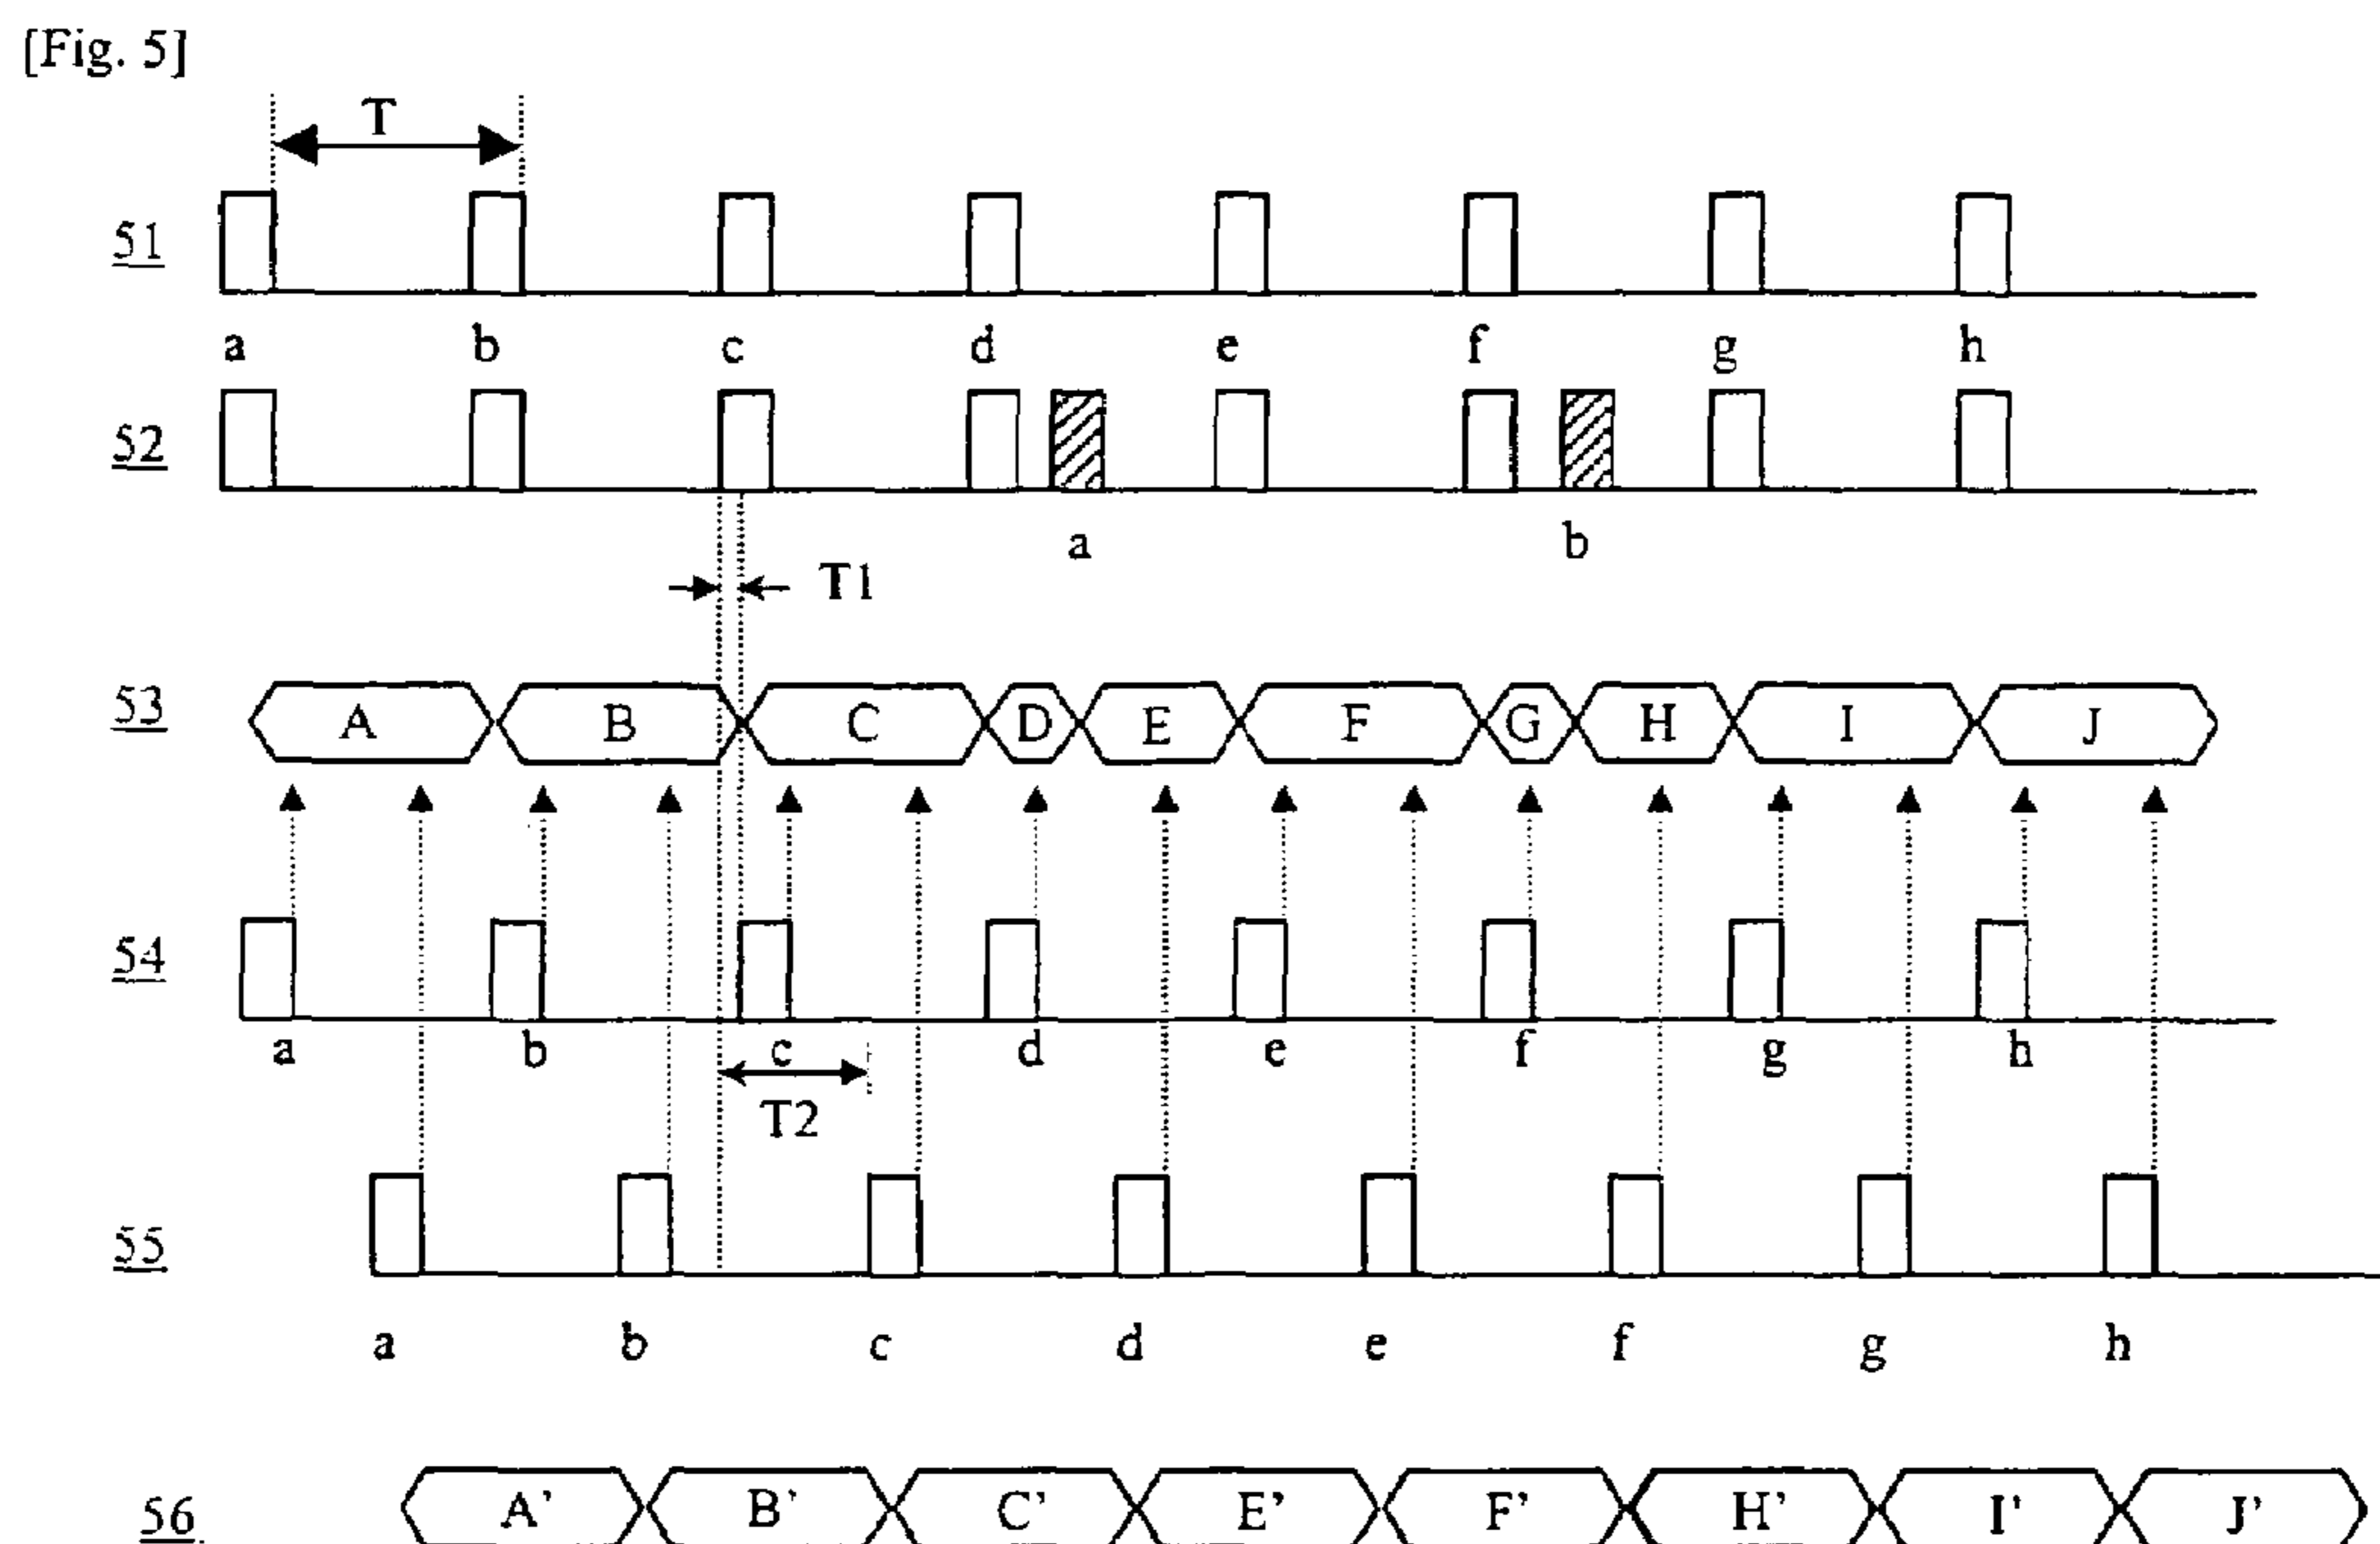 [Fig. 5]
T
51
a b c d e f g h
52
a b
T1
53 A B C D E F G H I J
54
a b c d e f g h
T2
55
a b c d e f g h
56 A' B' C' E' F' H' I' J'